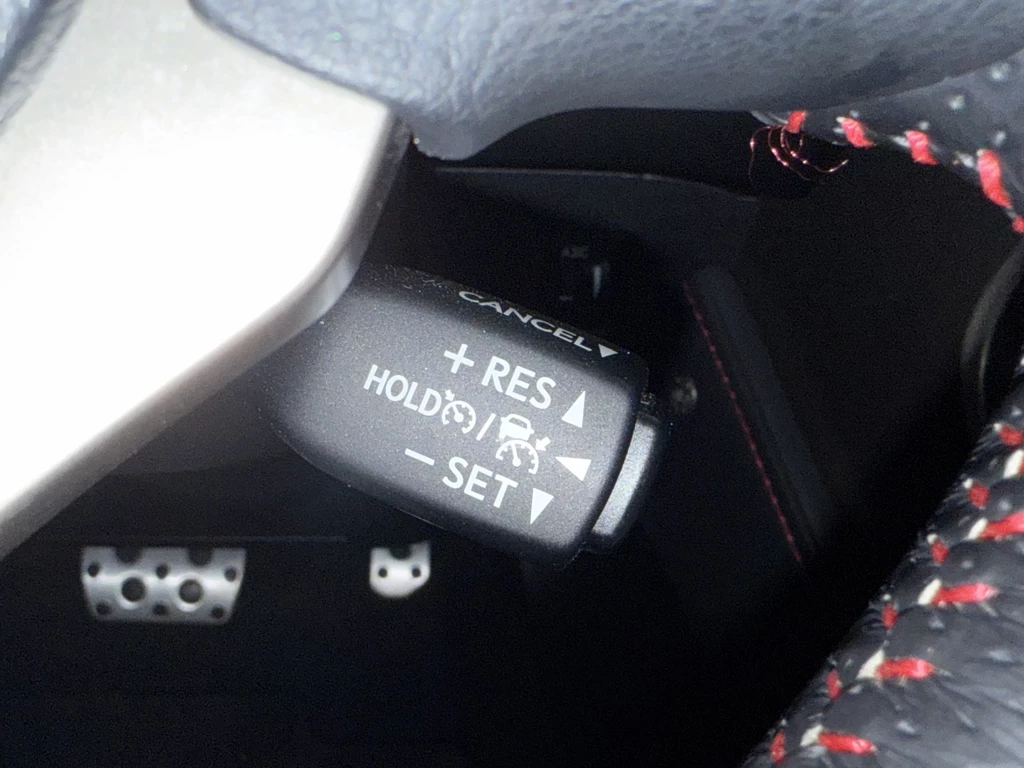 CANCEL▼
+ RES ▲
HOLD / ◀
− SET ▼